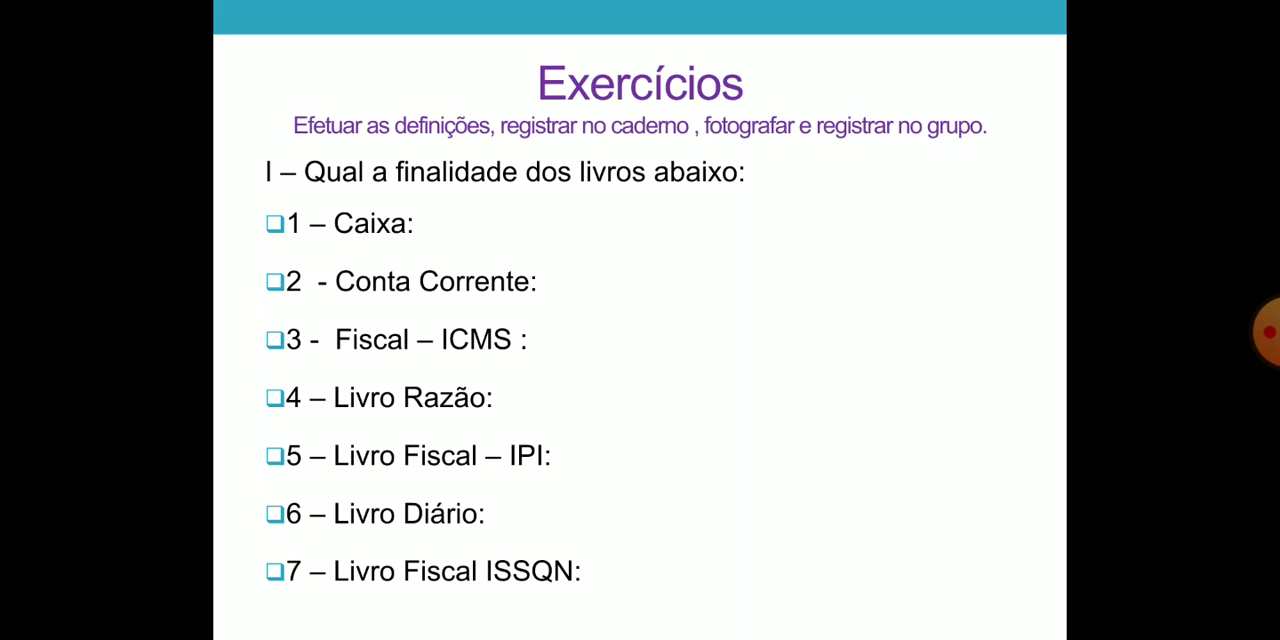 Exercícios
Efetuar as definições, registrar no caderno , fotografar e registrar no grupo.
I – Qual a finalidade dos livros abaixo:
❑1 – Caixa:
❑2 - Conta Corrente:
❑3 - Fiscal – ICMS :
❑4 – Livro Razão:
❑5 – Livro Fiscal – IPI:
❑6 – Livro Diário:
❑7 – Livro Fiscal ISSQN: